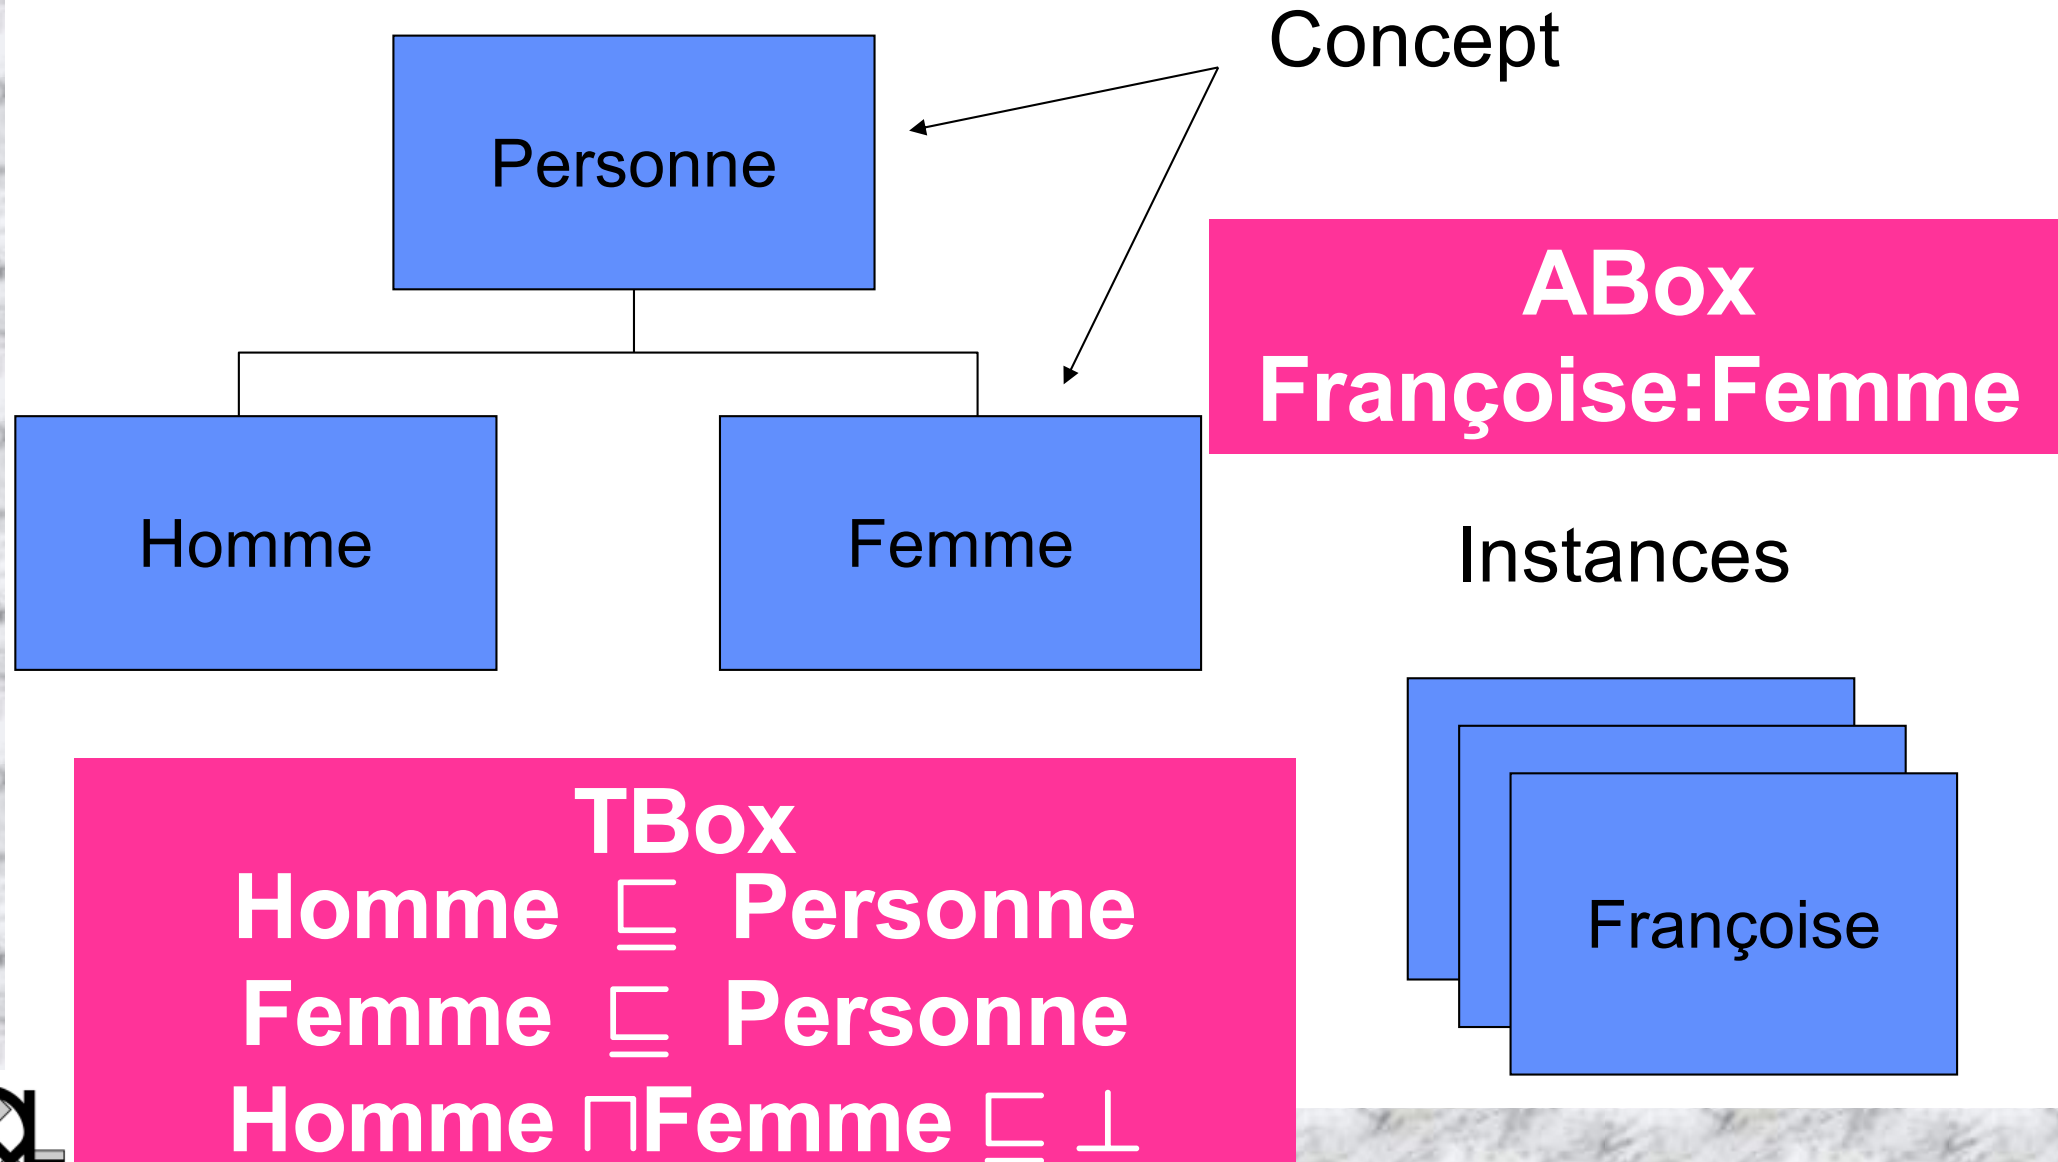 Concept
Personne
ABox
Françoise:Femme
Homme
Femme
Instances
Françoise
TBox
Homme ⊑ Personne
Femme ⊑ Personne
Homme ⊓Femme ⊑ ⊥